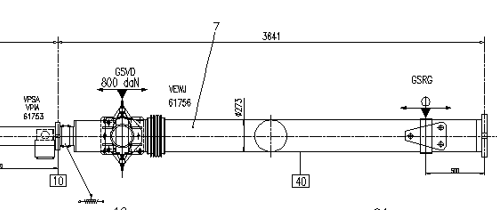 7
3641
GSVD
800 daN
VPSA
VPIA
61753
VEWJ
61756
GSRG
Ø273
10
40
500